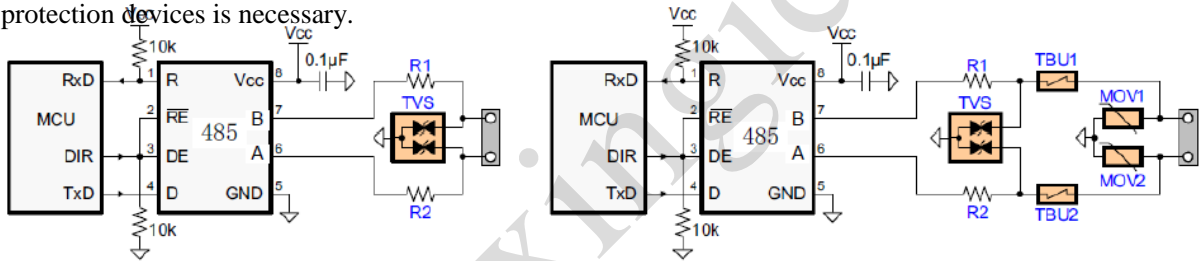 protection devices is necessary.
Vcc
10k
Vcc
0.1µF
RxD
1
R
Vcc
8
R1
TVS
MCU
2
RE
B
7
485
DIR
3
DE
A
6
TxD
4
D
GND
5
R2
10k
Vcc
10k
Vcc
0.1µF
RxD
1
R
Vcc
8
R1
TBU1
TVS
MOV1
MCU
2
RE
B
7
485
DIR
3
DE
A
6
TxD
4
D
GND
5
R2
TBU2
MOV2
10k